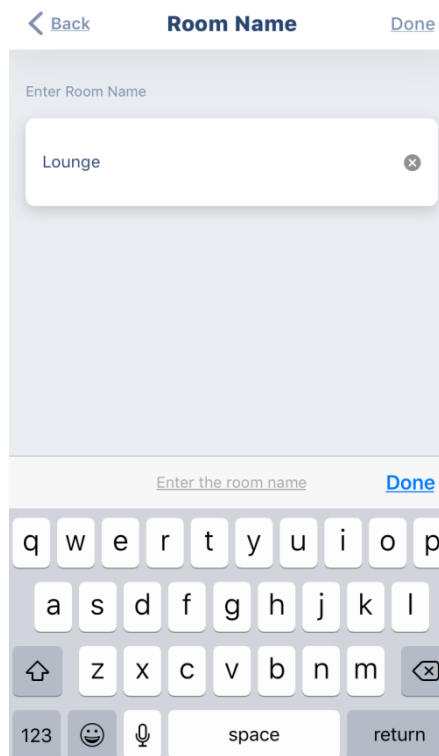 Back Room Name Done
Enter Room Name
Lounge
Enter the room name Done
q w e r t y u i o p
a s d f g h j k l
z x c v b n m
123 space return